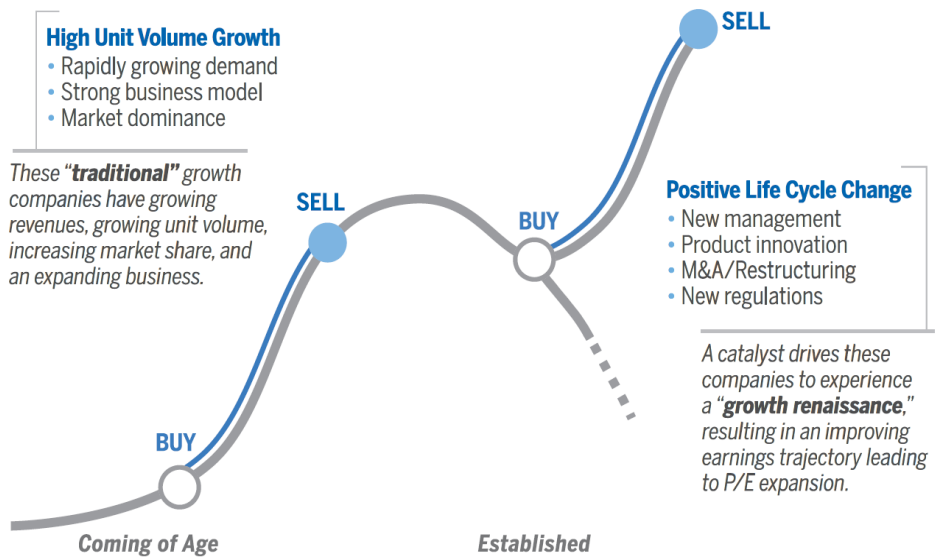 High Unit Volume Growth
• Rapidly growing demand
• Strong business model
• Market dominance
These “traditional” growth
companies have growing
revenues, growing unit volume,
increasing market share, and
an expanding business.
BUY
SELL
BUY
SELL
Positive Life Cycle Change
• New management
• Product innovation
• M&A/Restructuring
• New regulations
A catalyst drives these
companies to experience
a “growth renaissance,”
resulting in an improving
earnings trajectory leading
to P/E expansion.
Coming of Age
Established